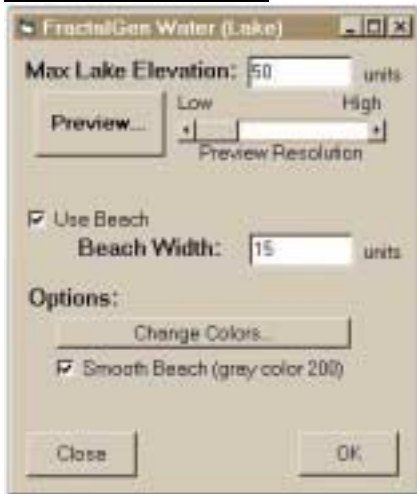 FractalGen Water (Lake)
Max Lake Elevation: 50 units
Preview...
Low High
Preview Resolution
Use Beach
Beach Width: 15 units
Options:
Change Colors...
Smooth Beach (grey color 200)
Close OK